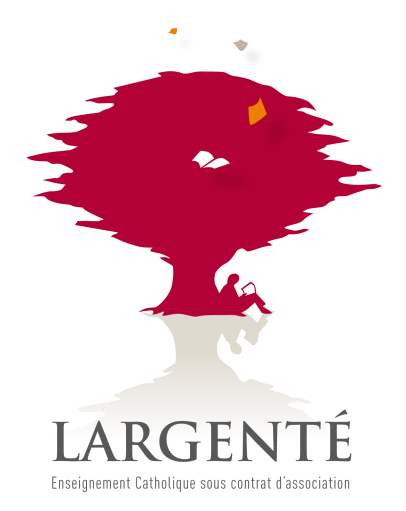 LARGENTÉ
Enseignement Catholique sous contrat d'association